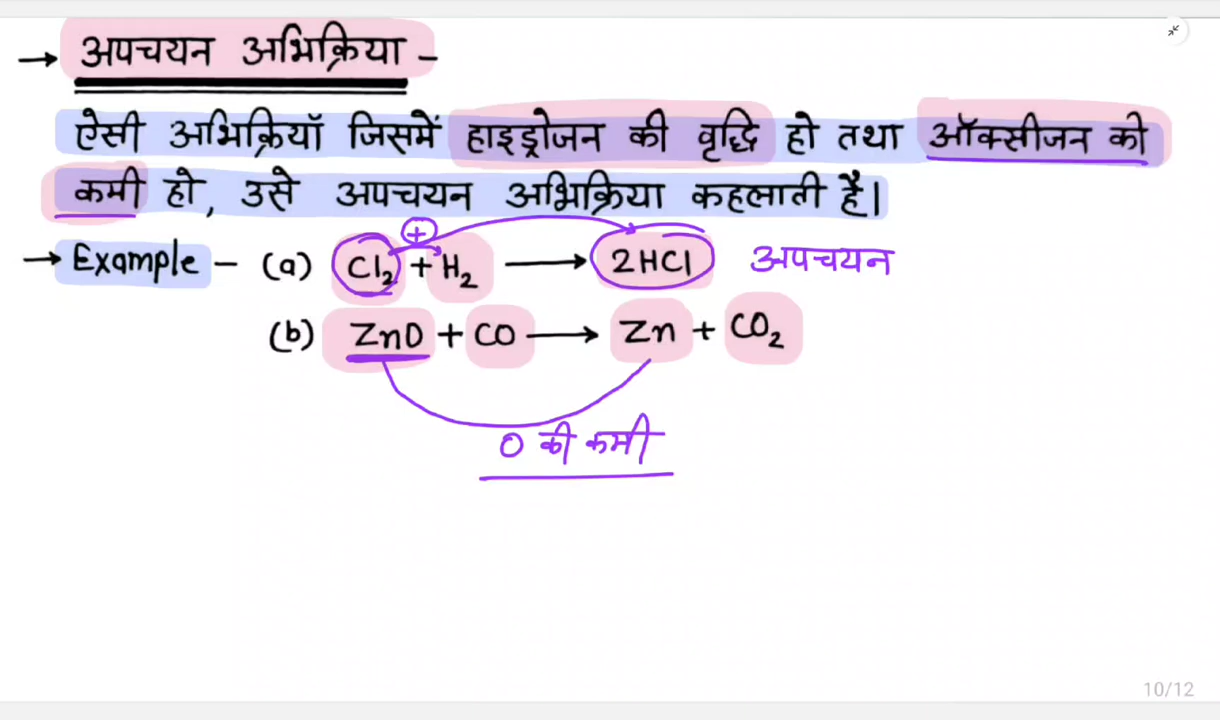 → अपचयन अभिक्रिया -
ऐसी अभिक्रियाॅं जिसमें हाइड्रोजन की वृद्धि हो तथा ऑक्सीजन को
कमी हो, उसे अपचयन अभिक्रिया कहलाती है।
→ Example - (a) Cl₂ + H₂ ⟶ 2HCl अपचयन
(+)
(b) ZnO + CO ⟶ Zn + CO₂
O की कमी
10/12